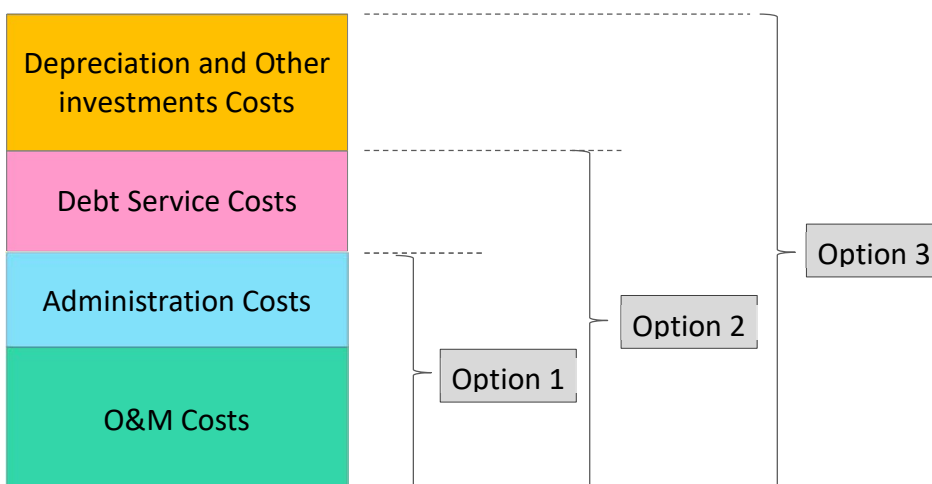 Depreciation and Other
investments Costs
Debt Service Costs
Option 3
Administration Costs
Option 2
Option 1
O&M Costs